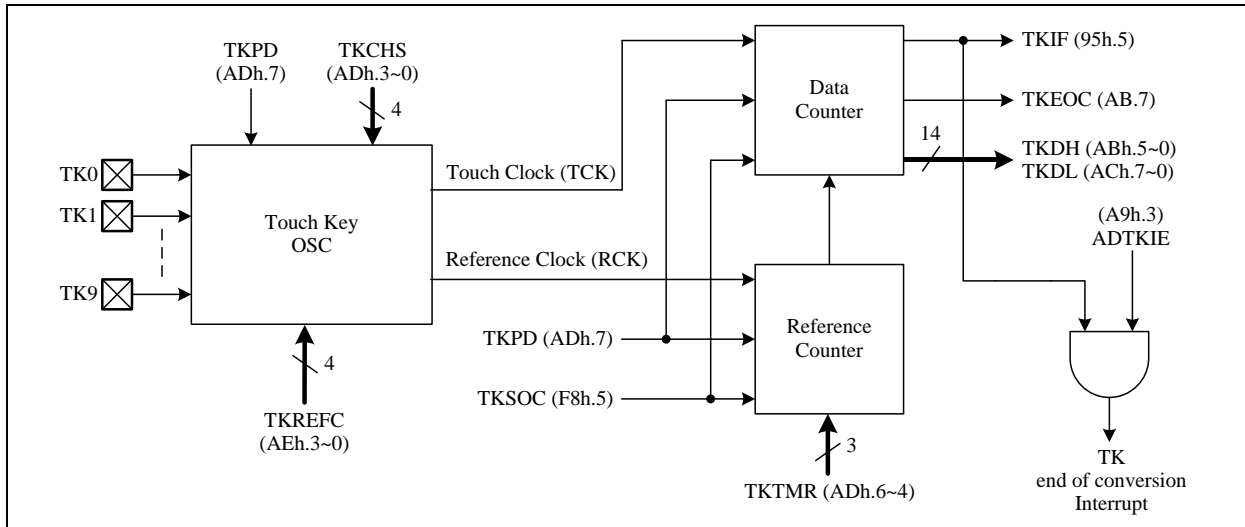 TKPD
(ADh.7)
TKCHS
(ADh.3~0)
4
TK0
TK1
TK9
Touch Key
OSC
4
TKREFC
(AEh.3~0)
Touch Clock (TCK)
Reference Clock (RCK)
TKPD (ADh.7)
TKSOC (F8h.5)
Data
Counter
Reference
Counter
3
TKTMR (ADh.6~4)
TKIF (95h.5)
TKEOC (AB.7)
14
TKDH (ABh.5~0)
TKDL (ACh.7~0)
(A9h.3)
ADTKIE
TK
end of conversion
Interrupt